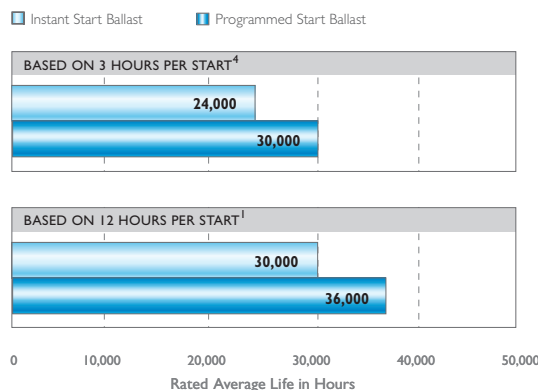 Instant Start Ballast Programmed Start Ballast
BASED ON 3 HOURS PER START4
24,000
30,000
BASED ON 12 HOURS PER START1
30,000
36,000
0 10,000 20,000 30,000 40,000 50,000
Rated Average Life in Hours